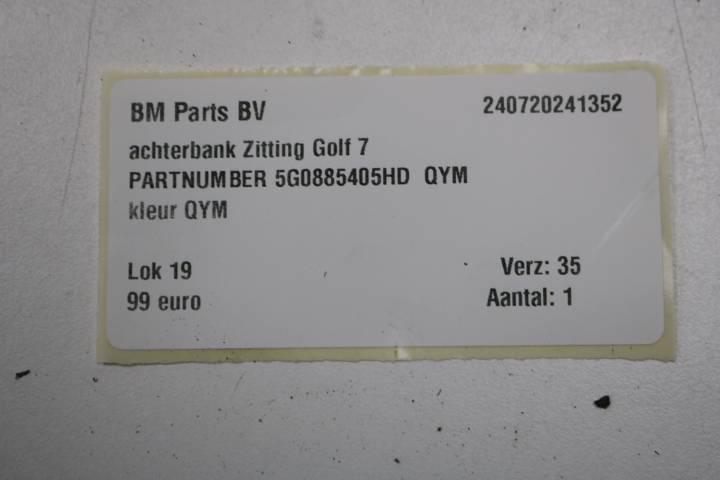 BM Parts BV 240720241352
achterbank Zitting Golf 7
PARTNUMBER 5G0885405HD QYM
kleur QYM
Lok 19 Verz: 35
99 euro Aantal: 1